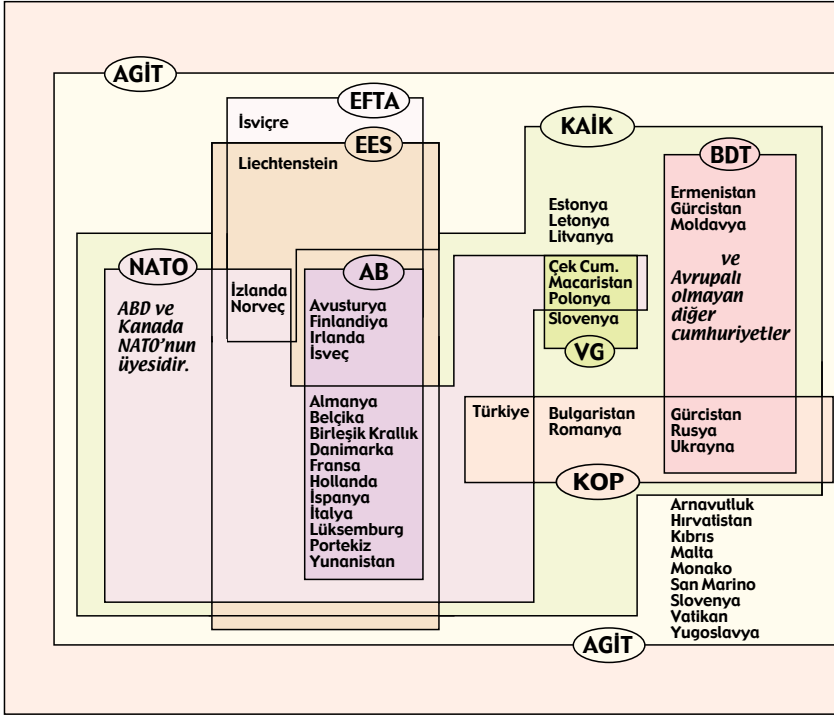 AGİT
EFTA
İsviçre
KAİK
EES
Liechtenstein
BDT
Ermenistan
Gürcistan
Moldavya
ve
Avrupalı
olmayan
diğer
cumhuriyetler
Estonya
Letonya
Litvanya
NATO
ABD ve
Kanada
NATO'nun
üyesidir.
İzlanda
Norveç
AB
Avusturya
Finlandiya
Irlanda
İsveç
Çek Cum.
Macaristan
Polonya
Slovenya
VG
Almanya
Belçika
Birleşik Krallık
Danimarka
Fransa
Hollanda
İspanya
İtalya
Lüksemburg
Portekiz
Yunanistan
Türkiye
Bulgaristan
Romanya
Gürcistan
Rusya
Ukrayna
KOP
Arnavutluk
Hırvatistan
Kıbrıs
Malta
Monako
San Marino
Slovenya
Vatikan
Yugoslavya
AGİT